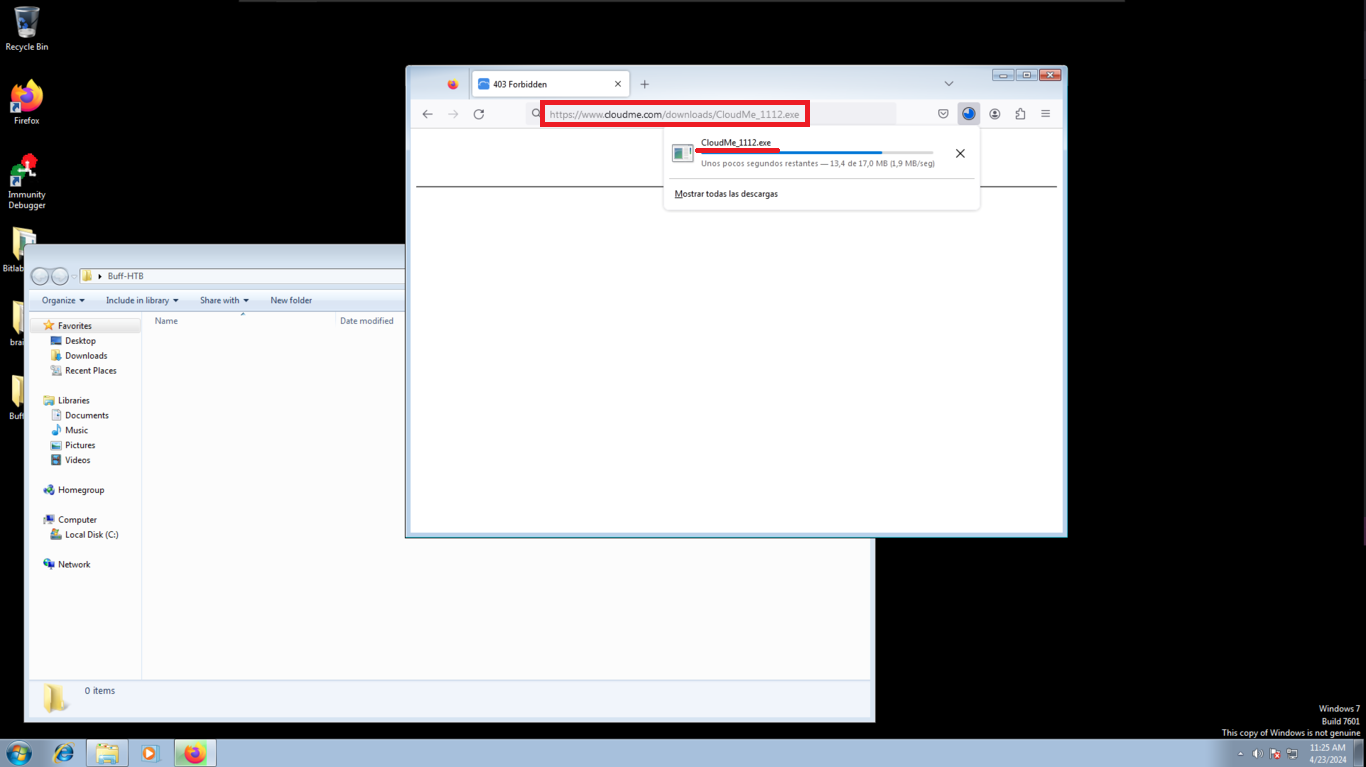 Recycle Bin
Firefox
Immunity
Debugger
Bitlab
brai
Buff
403 Forbidden
https://www.cloudme.com/downloads/CloudMe_1112.exe
CloudMe_1112.exe
Unos pocos segundos restantes — 13,4 de 17,0 MB (1,9 MB/seg)
Mostrar todas las descargas
Buff-HTB
Organize
Include in library
Share with
New folder
Name
Date modified
Favorites
Desktop
Downloads
Recent Places
Libraries
Documents
Music
Pictures
Videos
Homegroup
Computer
Local Disk (C:)
Network
0 items
Windows 7
Build 7601
This copy of Windows is not genuine
11:25 AM
4/23/2024